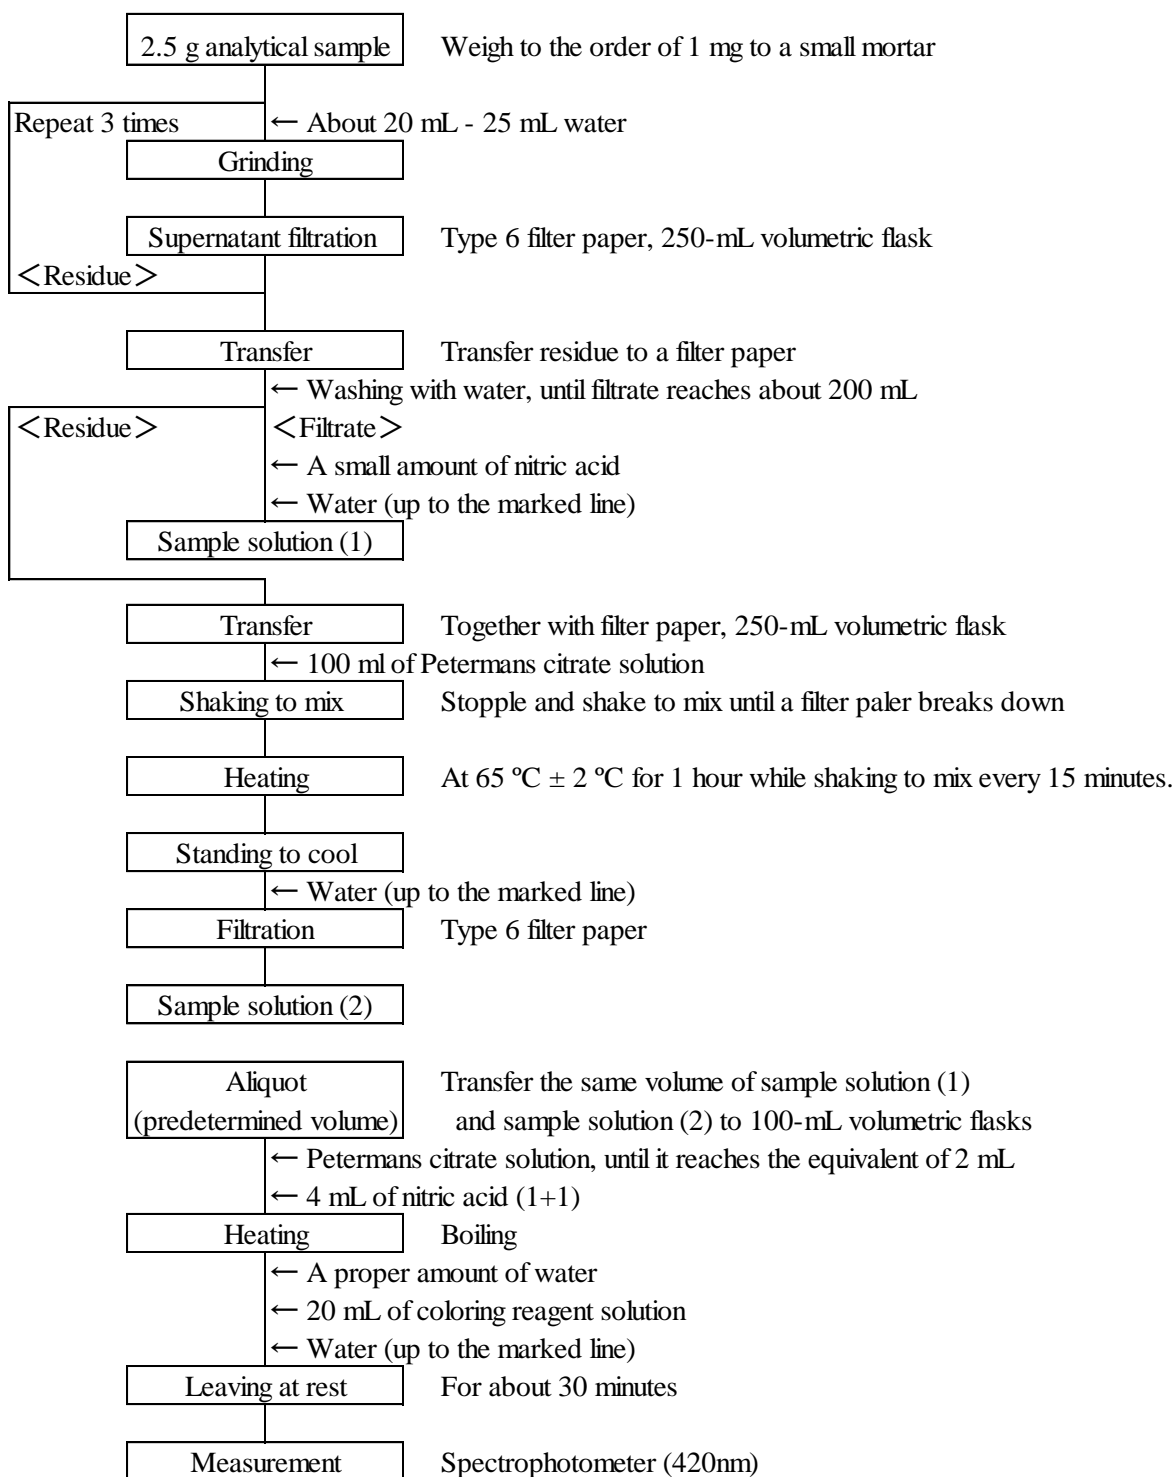 2.5 g analytical sample Weigh to the order of 1 mg to a small mortar
Repeat 3 times ← About 20 mL - 25 mL water
Grinding
Supernatant filtration Type 6 filter paper, 250-mL volumetric flask
＜Residue＞
Transfer Transfer residue to a filter paper
← Washing with water, until filtrate reaches about 200 mL
＜Residue＞ ＜Filtrate＞
← A small amount of nitric acid
← Water (up to the marked line)
Sample solution (1)
Transfer Together with filter paper, 250-mL volumetric flask
← 100 ml of Petermans citrate solution
Shaking to mix Stopple and shake to mix until a filter paler breaks down
Heating At 65 ºC ± 2 ºC for 1 hour while shaking to mix every 15 minutes.
Standing to cool
← Water (up to the marked line)
Filtration Type 6 filter paper
Sample solution (2)
Aliquot Transfer the same volume of sample solution (1)
(predetermined volume) and sample solution (2) to 100-mL volumetric flasks
← Petermans citrate solution, until it reaches the equivalent of 2 mL
← 4 mL of nitric acid (1+1)
Heating Boiling
← A proper amount of water
← 20 mL of coloring reagent solution
← Water (up to the marked line)
Leaving at rest For about 30 minutes
Measurement Spectrophotometer (420nm)